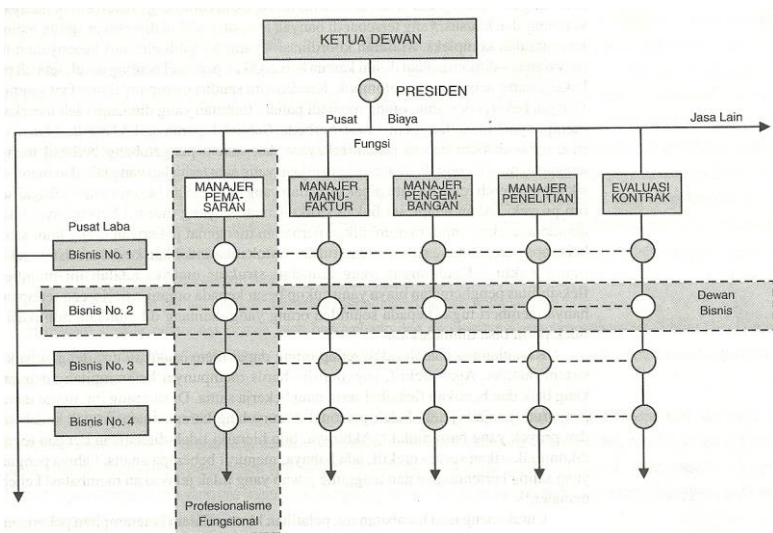 KETUA DEWAN
PRESIDEN
Pusat Biaya
Jasa Lain
Fungsi
MANAJER
PEMA-
SARAN
MANAJER
MANU-
FAKTUR
MANAJER
PENGEM-
BANGAN
MANAJER
PENELITIAN
EVALUASI
KONTRAK
Pusat Laba
Bisnis No. 1
Bisnis No. 2
Dewan
Bisnis
Bisnis No. 3
Bisnis No. 4
Profesionalisme
Fungsional